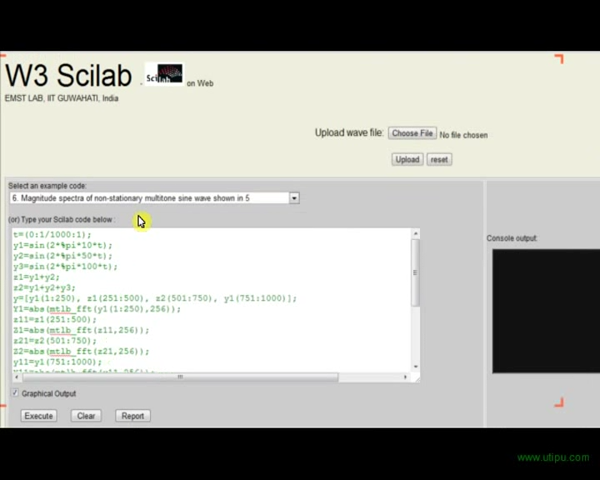 W3 Scilab - Scilab on Web
EMST LAB, IIT GUWAHATI, India
Upload wave file: Choose File No file chosen
Upload reset
Select an example code:
6. Magnitude spectra of non-stationary multitone sine wave shown in 5
(or) Type your Scilab code below :
t=(0:1/1000:1);
y1=sin(2*%pi*10*t);
y2=sin(2*%pi*50*t);
y3=sin(2*%pi*100*t);
z1=y1+y2;
z2=y1+y2+y3;
y=[y1(1:250), z1(251:500), z2(501:750), y1(751:1000)];
Y1=abs(mtlb_fft(y1(1:250),256));
z11=z1(251:500);
Z1=abs(mtlb_fft(z11,256));
z21=z2(501:750);
Z2=abs(mtlb_fft(z21,256));
y11=y1(751:1000);
Console output:
Graphical Output
Execute Clear Report
www.utipu.com